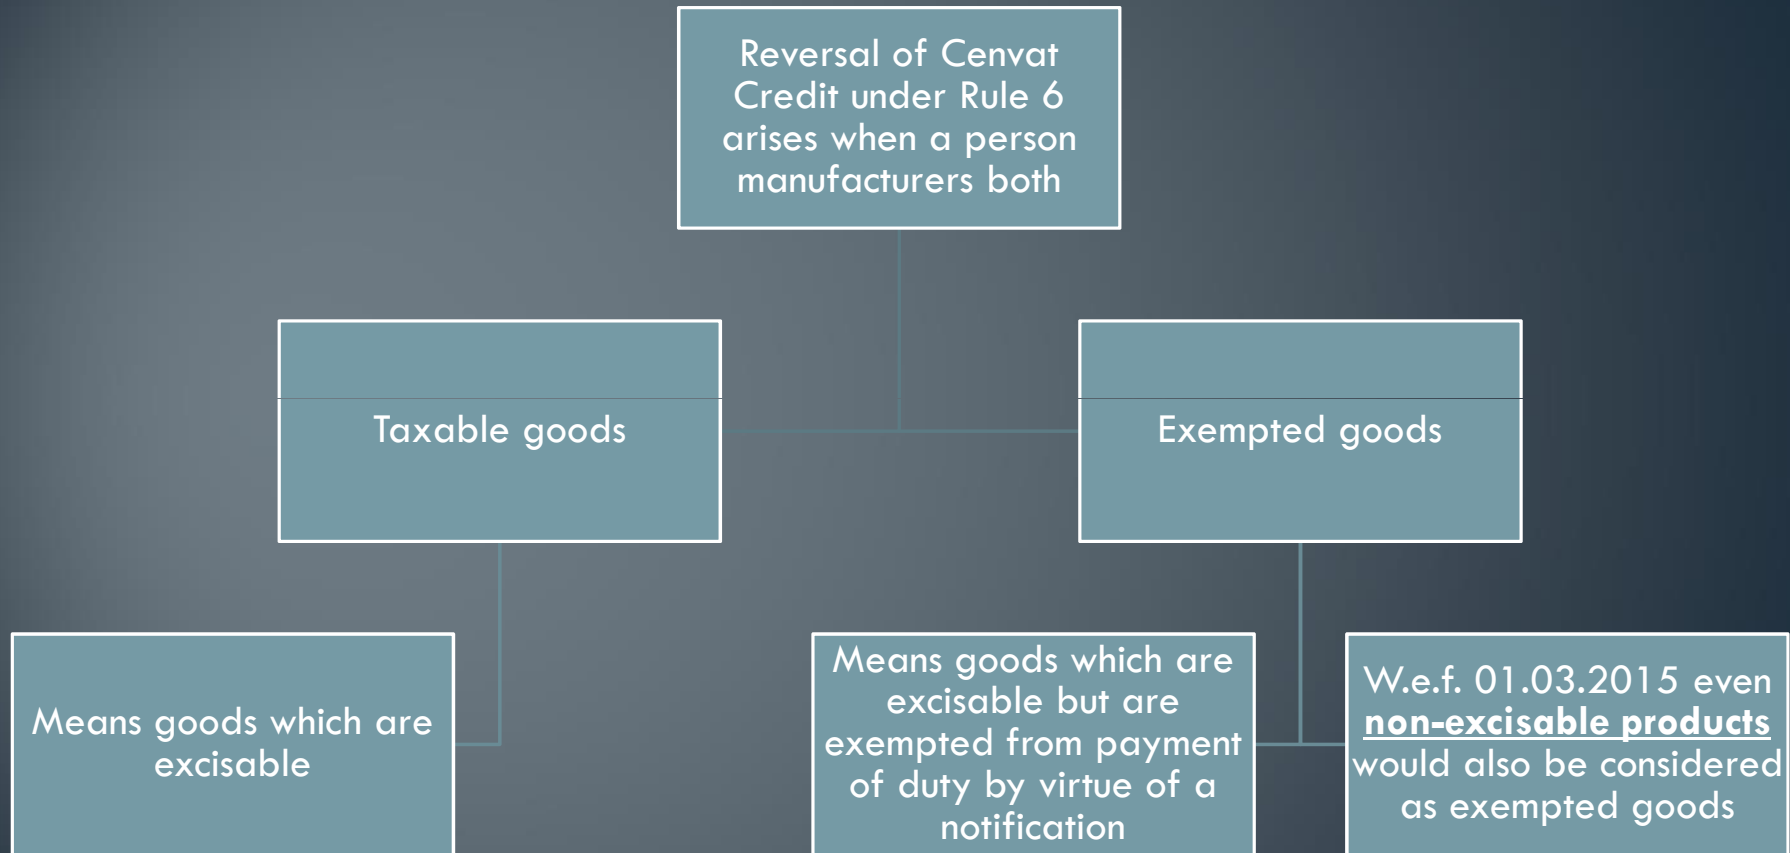 Reversal of Cenvat
Credit under Rule 6
arises when a person
manufacturers both
Taxable goods
Exempted goods
Means goods which are
excisable
Means goods which are
excisable but are
exempted from payment
of duty by virtue of a
notification
W.e.f. 01.03.2015 even
non-excisable products
would also be considered
as exempted goods